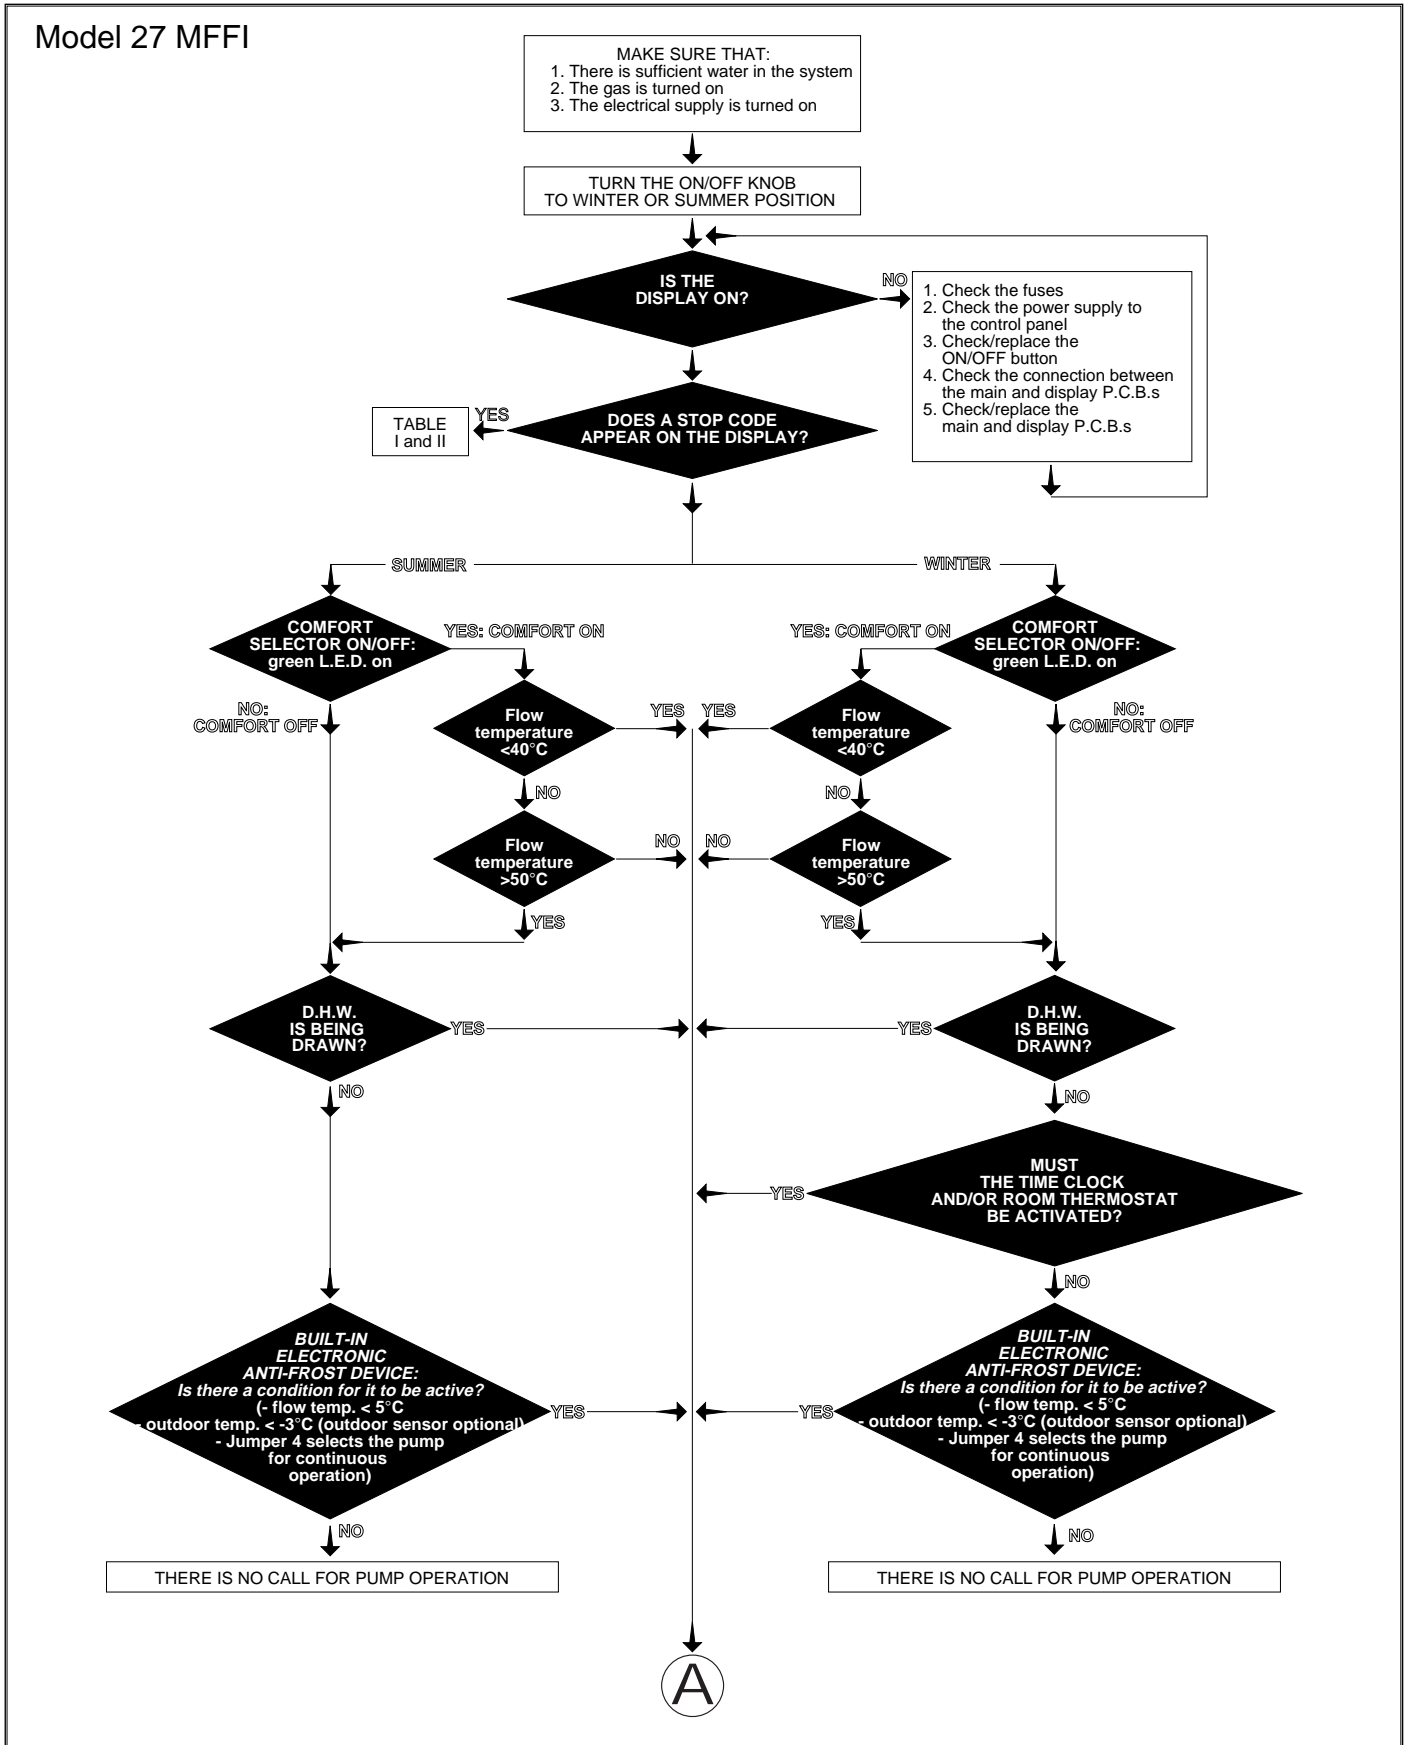 Model 27 MFFI
MAKE SURE THAT:
1. There is sufficient water in the system
2. The gas is turned on
3. The electrical supply is turned on
TURN THE ON/OFF KNOB
TO WINTER OR SUMMER POSITION
IS THE
DISPLAY ON?
NO
1. Check the fuses
2. Check the power supply to
the control panel
3. Check/replace the
ON/OFF button
4. Check the connection between
the main and display P.C.B.s
5. Check/replace the
main and display P.C.B.s
DOES A STOP CODE
APPEAR ON THE DISPLAY?
YES
TABLE
I and II
SUMMER
WINTER
COMFORT
SELECTOR ON/OFF:
green L.E.D. on
YES: COMFORT ON
YES: COMFORT ON
COMFORT
SELECTOR ON/OFF:
green L.E.D. on
NO:
COMFORT OFF
Flow
temperature
<40°C
YES
YES
Flow
temperature
<40°C
NO:
COMFORT OFF
NO
NO
Flow
temperature
>50°C
NO
NO
Flow
temperature
>50°C
YES
YES
D.H.W.
IS BEING
DRAWN?
YES
YES
D.H.W.
IS BEING
DRAWN?
NO
NO
MUST
THE TIME CLOCK
AND/OR ROOM THERMOSTAT
BE ACTIVATED?
YES
NO
BUILT-IN
ELECTRONIC
ANTI-FROST DEVICE:
Is there a condition for it to be active?
(- flow temp. < 5°C
- outdoor temp. < -3°C (outdoor sensor optional)
- Jumper 4 selects the pump
for continuous
operation)
YES
YES
BUILT-IN
ELECTRONIC
ANTI-FROST DEVICE:
Is there a condition for it to be active?
(- flow temp. < 5°C
- outdoor temp. < -3°C (outdoor sensor optional)
- Jumper 4 selects the pump
for continuous
operation)
NO
NO
THERE IS NO CALL FOR PUMP OPERATION
THERE IS NO CALL FOR PUMP OPERATION
A